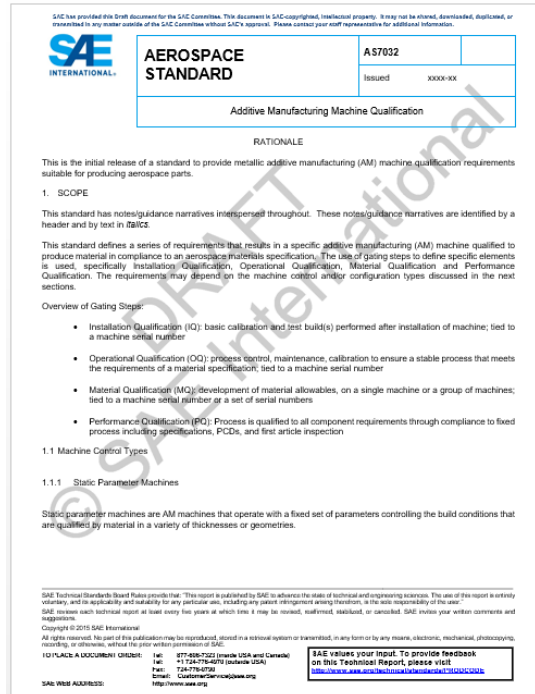 SAE has provided this Draft document for the SAE Committee. This document is SAE-copyrighted, intellectual property. It may not be shared, downloaded, duplicated, or
transmitted in any matter outside of the SAE Committee without SAE's approval. Please contact your staff representative for additional information.
SAE
INTERNATIONAL®
AEROSPACE
STANDARD
AS7032
Issued xxxx-xx
Additive Manufacturing Machine Qualification
RATIONALE
This is the initial release of a standard to provide metallic additive manufacturing (AM) machine qualification requirements
suitable for producing aerospace parts.
1. SCOPE
This standard has notes/guidance narratives interspersed throughout. These notes/guidance narratives are identified by a
header and by text in italics.
This standard defines a series of requirements that results in a specific additive manufacturing (AM) machine qualified to
produce material in compliance to an aerospace materials specification. The use of gating steps to define specific elements
is used, specifically Installation Qualification, Operational Qualification, Material Qualification and Performance
Qualification. The requirements may depend on the machine control and/or configuration types discussed in the next
sections.
Overview of Gating Steps:
• Installation Qualification (IQ): basic calibration and test build(s) performed after installation of machine; tied to
a machine serial number
• Operational Qualification (OQ): process control, maintenance, calibration to ensure a stable process that meets
the requirements of a material specification; tied to a machine serial number
• Material Qualification (MQ): development of material allowables, on a single machine or a group of machines;
tied to a machine serial number or a set of serial numbers
• Performance Qualification (PQ): Process is qualified to all component requirements through compliance to fixed
process including specifications, PCDs, and first article inspection
1.1 Machine Control Types
1.1.1 Static Parameter Machines
Static parameter machines are AM machines that operate with a fixed set of parameters controlling the build conditions that
are qualified by material in a variety of thicknesses or geometries.
DRAFT
© SAE International
SAE Technical Standards Board Rules provide that: "This report is published by SAE to advance the state of technical and engineering sciences. The use of this report is entirely
voluntary, and its applicability and suitability for any particular use, including any patent infringement arising therefrom, is the sole responsibility of the user."
SAE reviews each technical report at least every five years at which time it may be revised, reaffirmed, stabilized, or cancelled. SAE invites your written comments and
suggestions.
Copyright © 2015 SAE International
All rights reserved. No part of this publication may be reproduced, stored in a retrieval system or transmitted, in any form or by any means, electronic, mechanical, photocopying,
recording, or otherwise, without the prior written permission of SAE.
TO PLACE A DOCUMENT ORDER: Tel: 877-606-7323 (inside USA and Canada)
Tel: +1 724-776-4970 (outside USA)
Fax: 724-776-0790
Email: CustomerService@sae.org
SAE WEB ADDRESS: http://www.sae.org
SAE values your input. To provide feedback
on this Technical Report, please visit
http://www.sae.org/technical/standards/PRODCODE